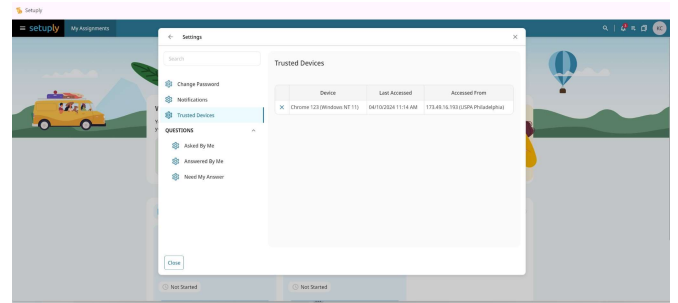 Setuply
setuply My Assignments KC
Settings
Search
Change Password
Notifications
Trusted Devices
QUESTIONS
Asked By Me
Answered By Me
Need My Answer
Close
Trusted Devices
Device Last Accessed Accessed From
Chrome 123 (Windows NT 11) 04/10/2024 11:14 AM 173.49.16.193 (USPA Philadelphia)
Not Started Not Started